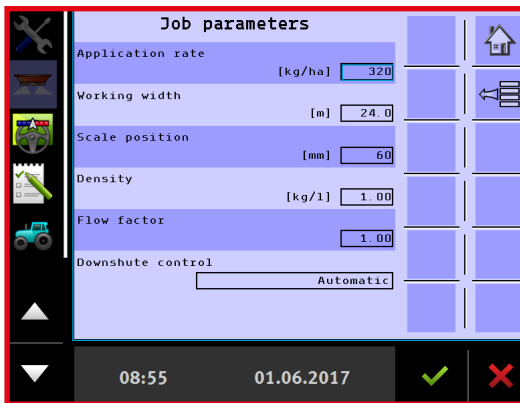 Job parameters
Application rate
[kg/ha] 320
Working width
[m] 24.0
Scale position
[mm] 60
Density
[kg/l] 1.00
Flow factor
1.00
Downshute control
Automatic
08:55 01.06.2017